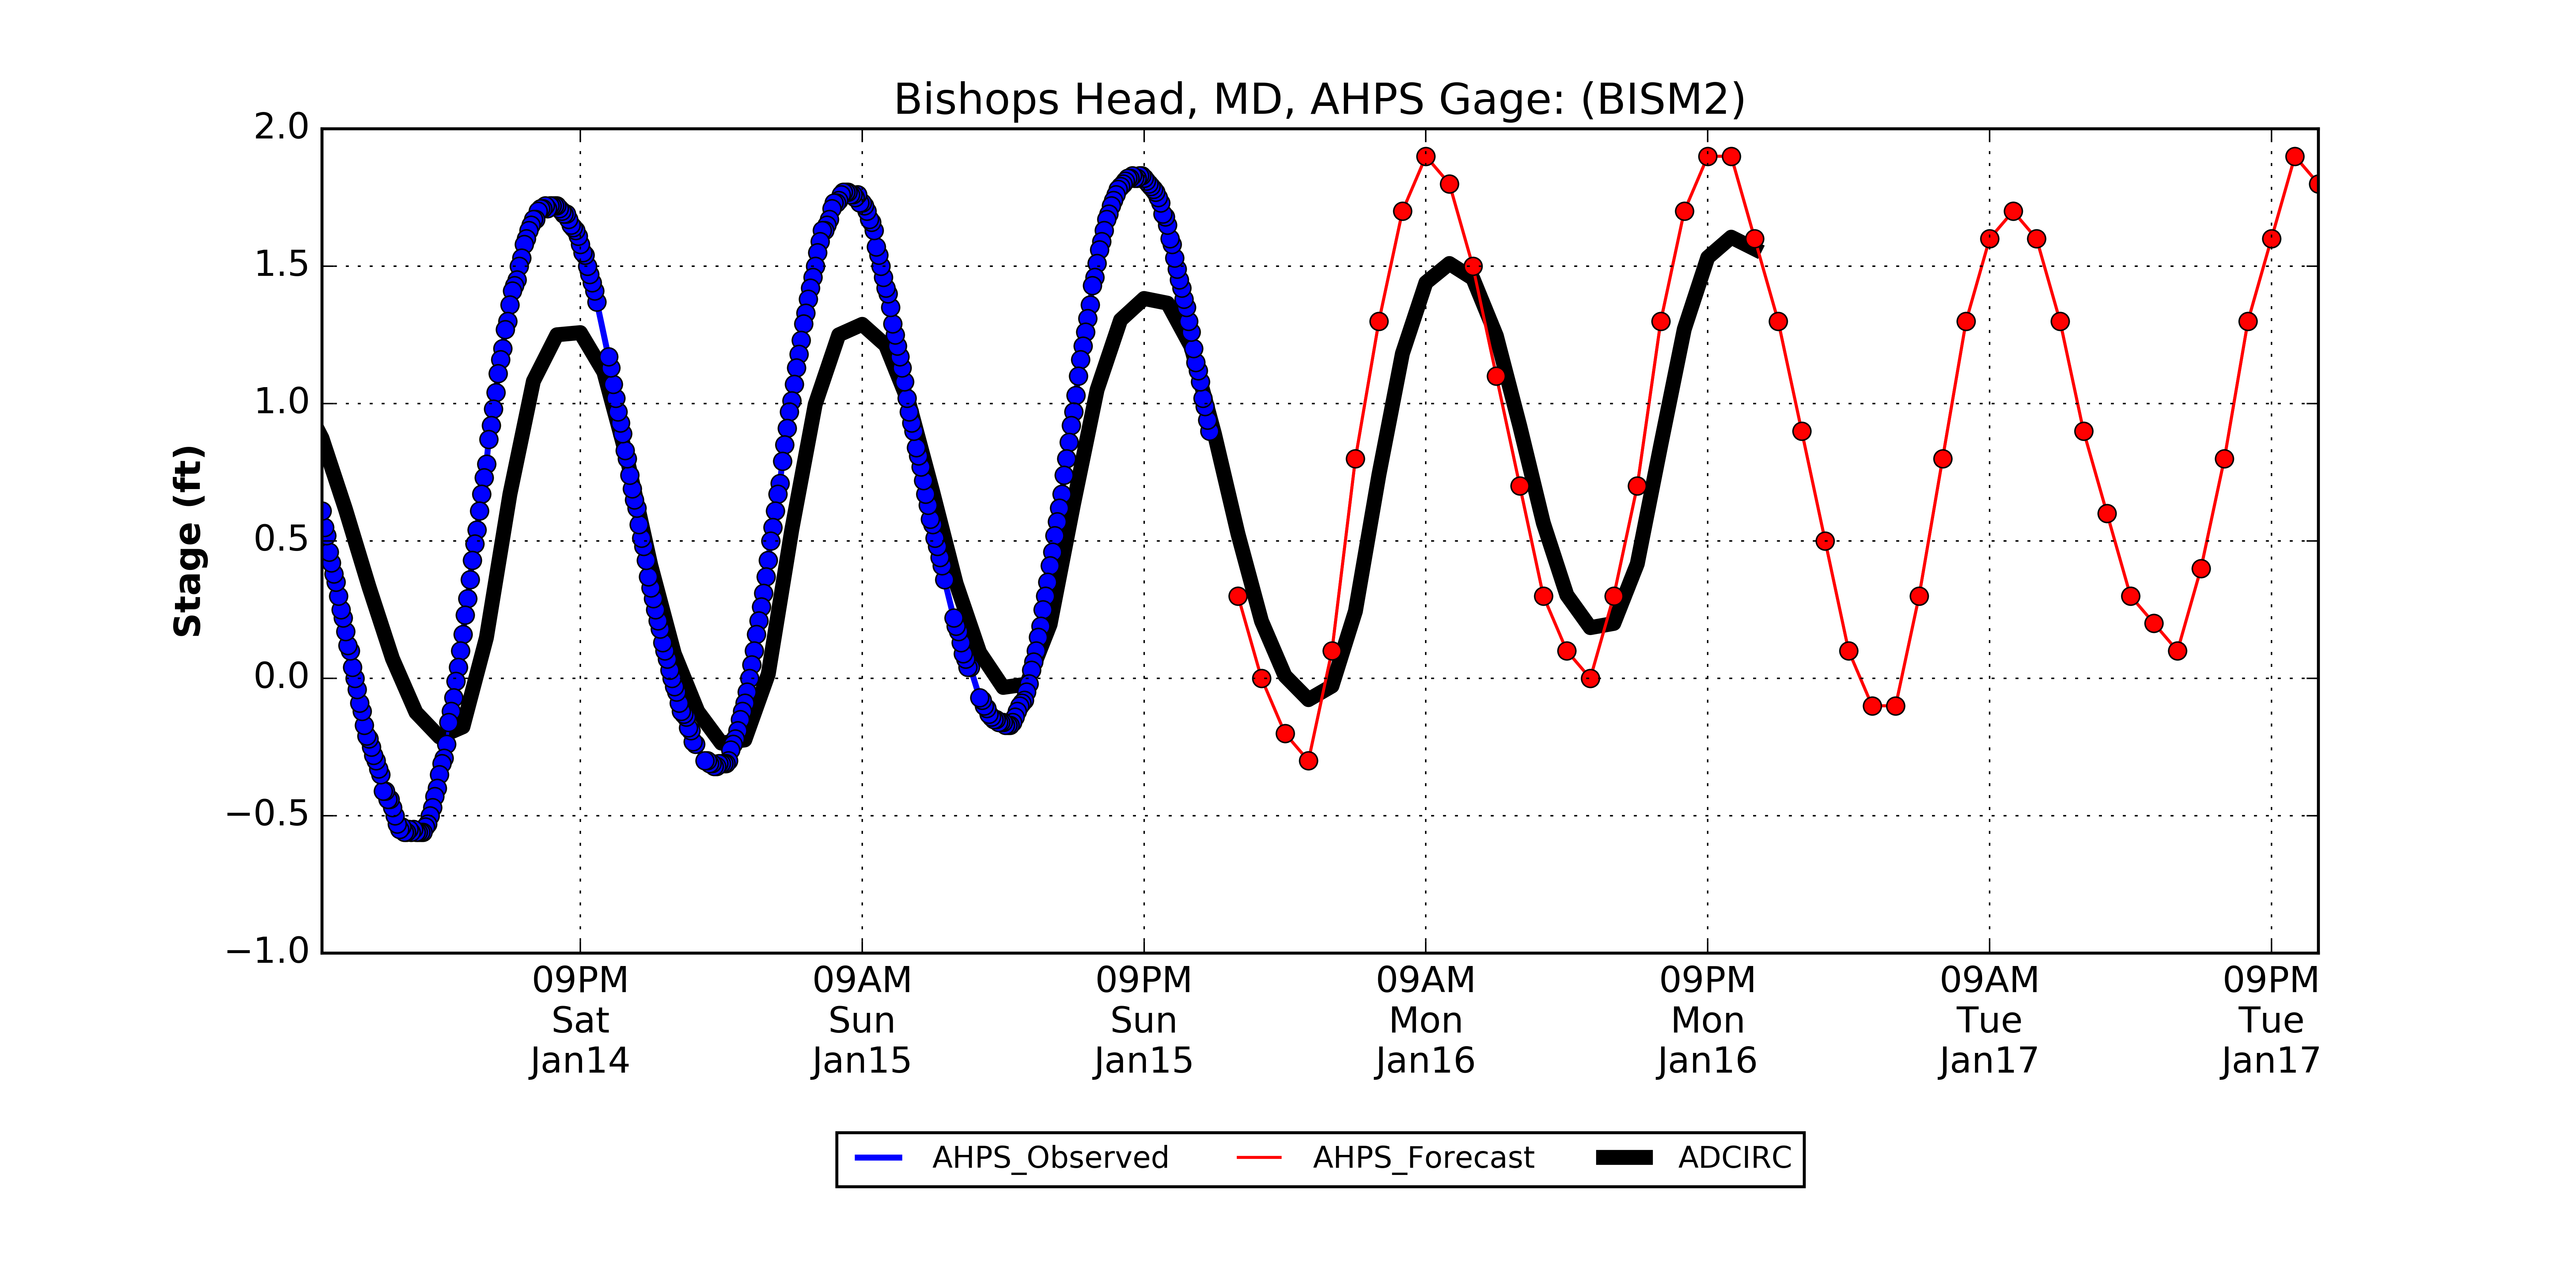 Bishops Head, MD, AHPS Gage: (BISM2)
Stage (ft)
2.0
1.5
1.0
0.5
0.0
−0.5
−1.0
09PM 09AM 09PM 09AM 09PM 09AM 09PM
Sat Sun Sun Mon Mon Tue Tue
Jan14 Jan15 Jan15 Jan16 Jan16 Jan17 Jan17
AHPS_Observed AHPS_Forecast ADCIRC